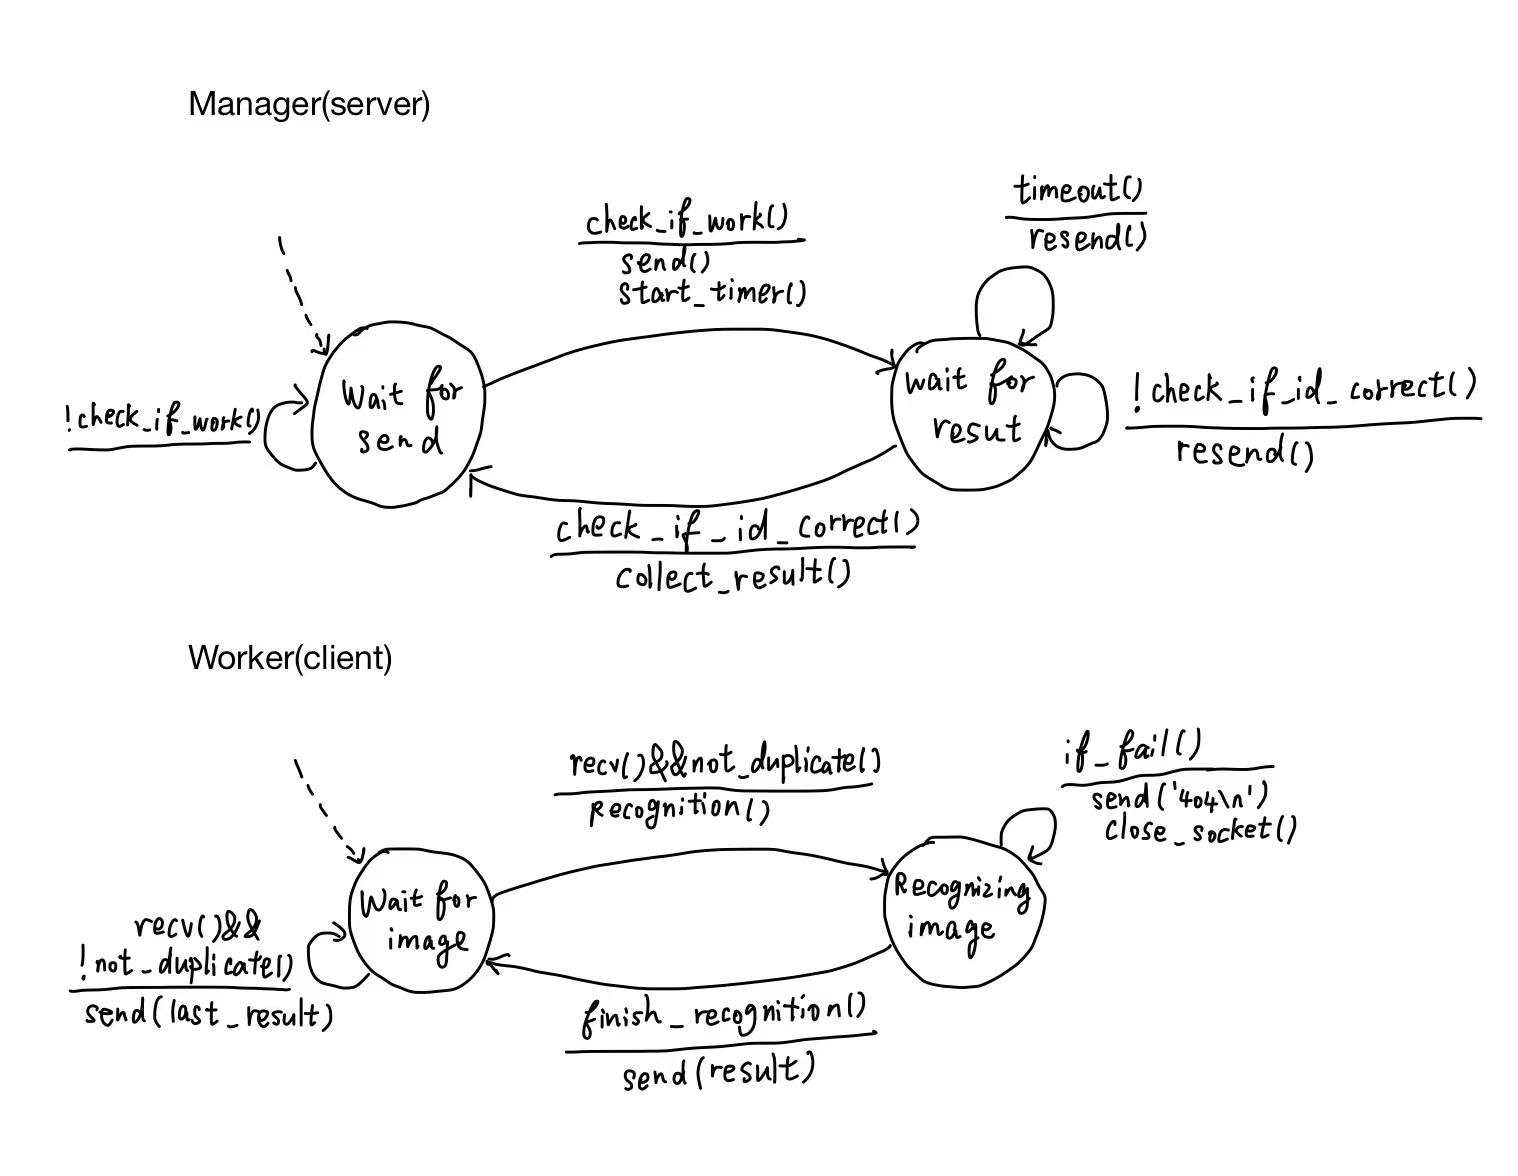 Manager(server)
timeout()
resend()
check_if_work()
send()
start_timer()
Wait for
send
wait for
resut
!check_if_work()
!check_if_id_correct()
resend()
check_if_id_correct()
collect_result()
Worker(client)
recv()&&not_duplicate()
Recognition()
if_fail()
send('404\n')
close_socket()
Wait for
image
Recognizing
image
recv()&&
!not_duplicate()
send(last_result)
finish_recognition()
send(result)